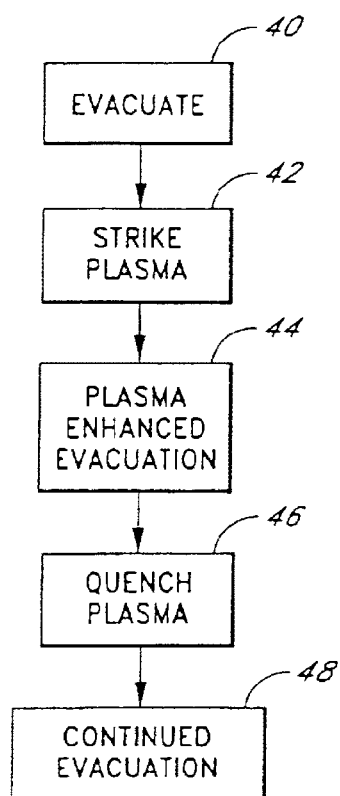 40
EVACUATE
42
STRIKE
PLASMA
44
PLASMA
ENHANCED
EVACUATION
46
QUENCH
PLASMA
48
CONTINUED
EVACUATION